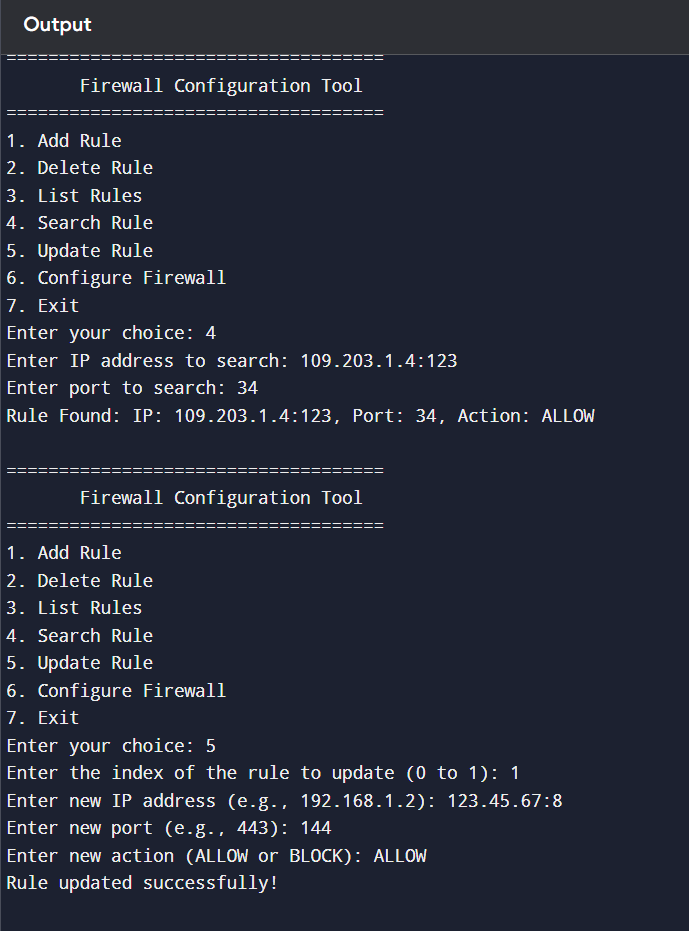 Output
====================================
Firewall Configuration Tool
====================================
1. Add Rule
2. Delete Rule
3. List Rules
4. Search Rule
5. Update Rule
6. Configure Firewall
7. Exit
Enter your choice: 4
Enter IP address to search: 109.203.1.4:123
Enter port to search: 34
Rule Found: IP: 109.203.1.4:123, Port: 34, Action: ALLOW
====================================
Firewall Configuration Tool
====================================
1. Add Rule
2. Delete Rule
3. List Rules
4. Search Rule
5. Update Rule
6. Configure Firewall
7. Exit
Enter your choice: 5
Enter the index of the rule to update (0 to 1): 1
Enter new IP address (e.g., 192.168.1.2): 123.45.67:8
Enter new port (e.g., 443): 144
Enter new action (ALLOW or BLOCK): ALLOW
Rule updated successfully!